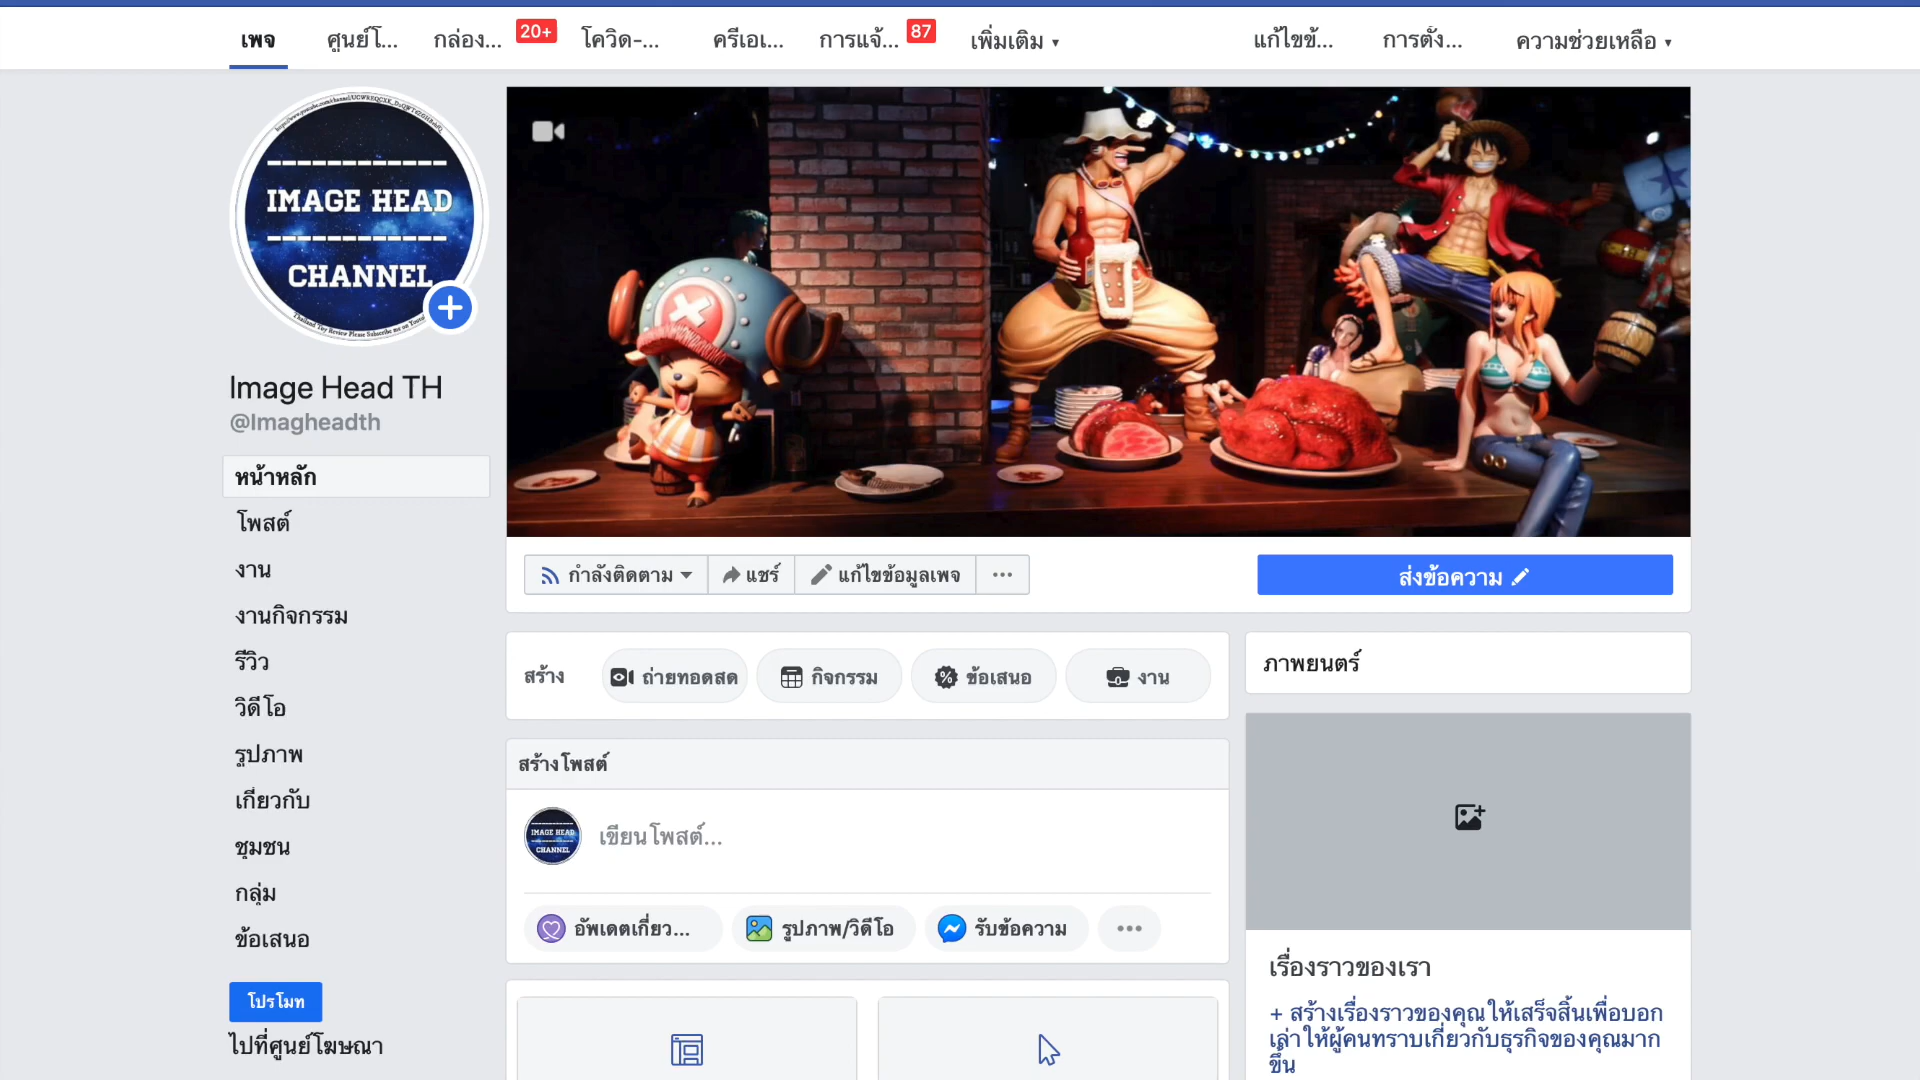 เพจ
ศูนย์โ...
กล่อง...
20+
โควิด-...
ครีเอเ...
การแจ้...
87
เพิ่มเติม
แก้ไขข้...
การตั้ง...
ความช่วยเหลือ
IMAGE HEAD
CHANNEL
Thailand Toy Review Please Subscribe me on
Image Head TH
@Imagheadth
หน้าหลัก
โพสต์
งาน
งานกิจกรรม
รีวิว
วิดีโอ
รูปภาพ
เกี่ยวกับ
ชุมชน
กลุ่ม
ข้อเสนอ
โปรโมท
ไปที่ศูนย์โฆษณา
กำลังติดตาม
แชร์
แก้ไขข้อมูลเพจ
ส่งข้อความ
สร้าง
ถ่ายทอดสด
กิจกรรม
ข้อเสนอ
งาน
สร้างโพสต์
IMAGE HEAD
CHANNEL
เขียนโพสต์...
อัพเดตเกี่ยว...
รูปภาพ/วิดีโอ
รับข้อความ
ภาพยนตร์
เรื่องราวของเรา
+ สร้างเรื่องราวของคุณให้เสร็จสิ้นเพื่อบอก
เล่าให้ผู้คนทราบเกี่ยวกับธุรกิจของคุณมาก
ขึ้น